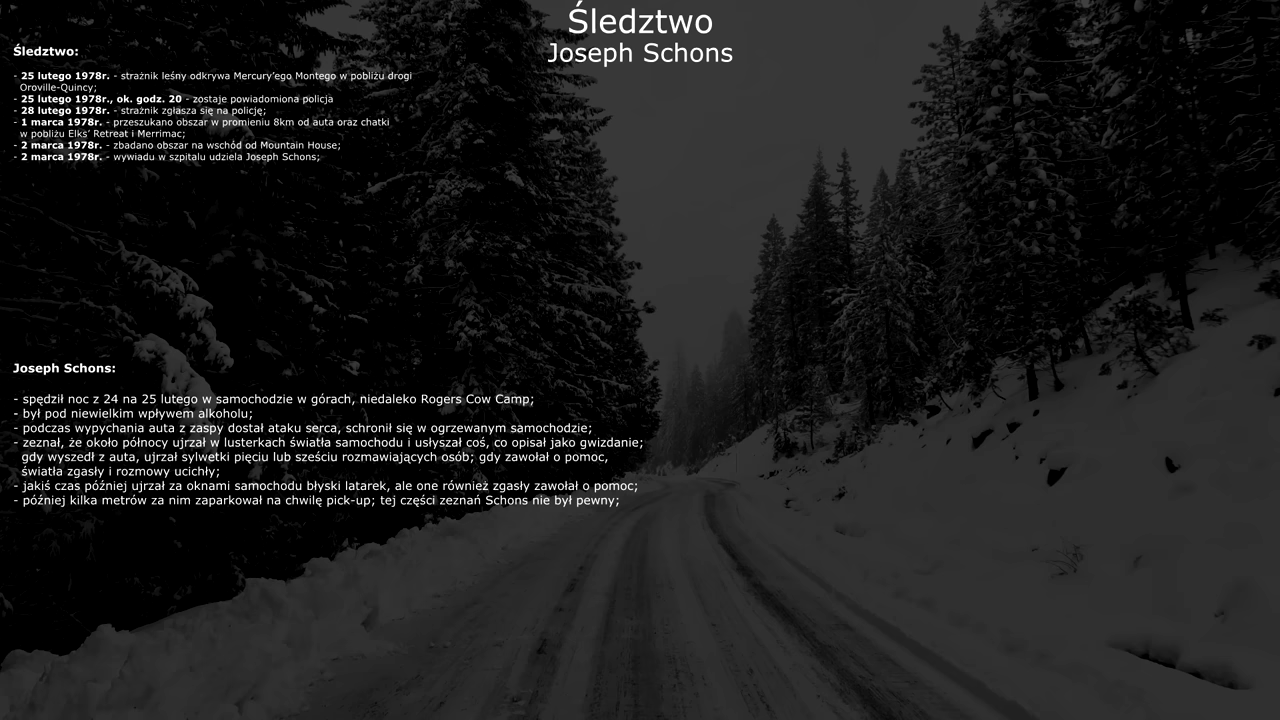 Śledztwo
Joseph Schons
Śledztwo:
- 25 lutego 1978r. - strażnik leśny odkrywa Mercury'ego Montego w pobliżu drogi
Oroville-Quincy;
- 25 lutego 1978r., ok. godz. 20 - zostaje powiadomiona policja
- 28 lutego 1978r. - strażnik zgłasza się na policję;
- 1 marca 1978r. - przeszukano obszar w promieniu 8km od auta oraz chatki
w pobliżu Elks' Retreat i Merrimac;
- 2 marca 1978r. - zbadano obszar na wschód od Mountain House;
- 2 marca 1978r. - wywiadu w szpitalu udziela Joseph Schons;
Joseph Schons:
- spędził noc z 24 na 25 lutego w samochodzie w górach, niedaleko Rogers Cow Camp;
- był pod niewielkim wpływem alkoholu;
- podczas wypychania auta z zaspy dostał ataku serca, schronił się w ogrzewanym samochodzie;
- zeznał, że około północy ujrzał w lusterkach światła samochodu i usłyszał coś, co opisał jako gwizdanie;
gdy wyszedł z auta, ujrzał sylwetki pięciu lub sześciu rozmawiających osób; gdy zawołał o pomoc,
światła zgasły i rozmowy ucichły;
- jakiś czas później ujrzał za oknami samochodu błyski latarek, ale one również zgasły zawołał o pomoc;
- później kilka metrów za nim zaparkował na chwilę pick-up; tej części zeznań Schons nie był pewny;